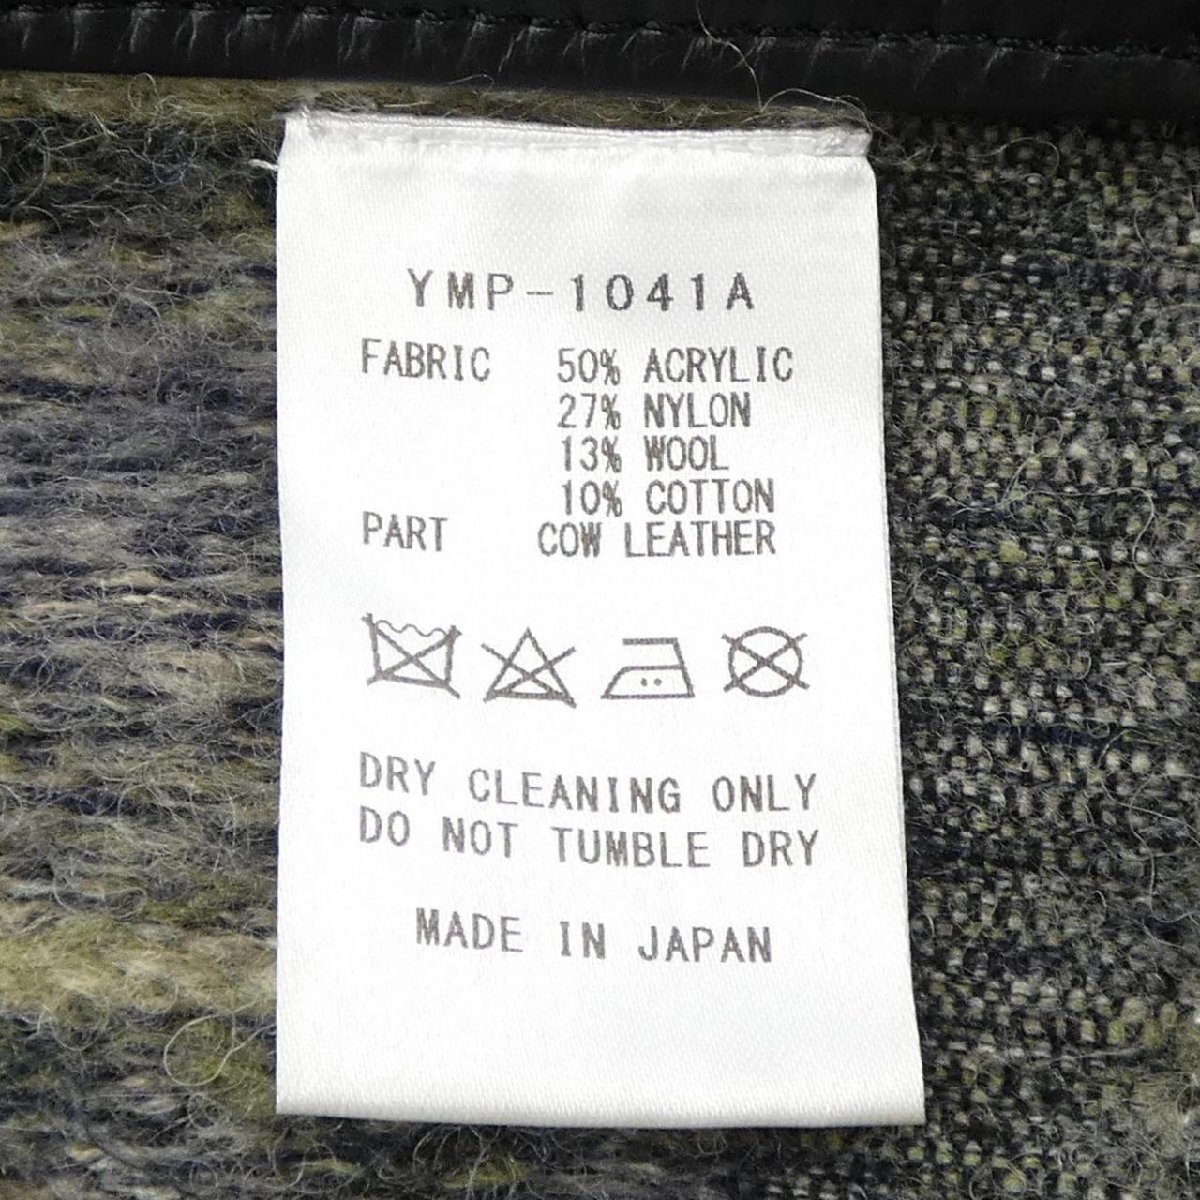 YMP-1041A
FABRIC 50% ACRYLIC
27% NYLON
13% WOOL
10% COTTON
PART COW LEATHER
DRY CLEANING ONLY
DO NOT TUMBLE DRY
MADE IN JAPAN